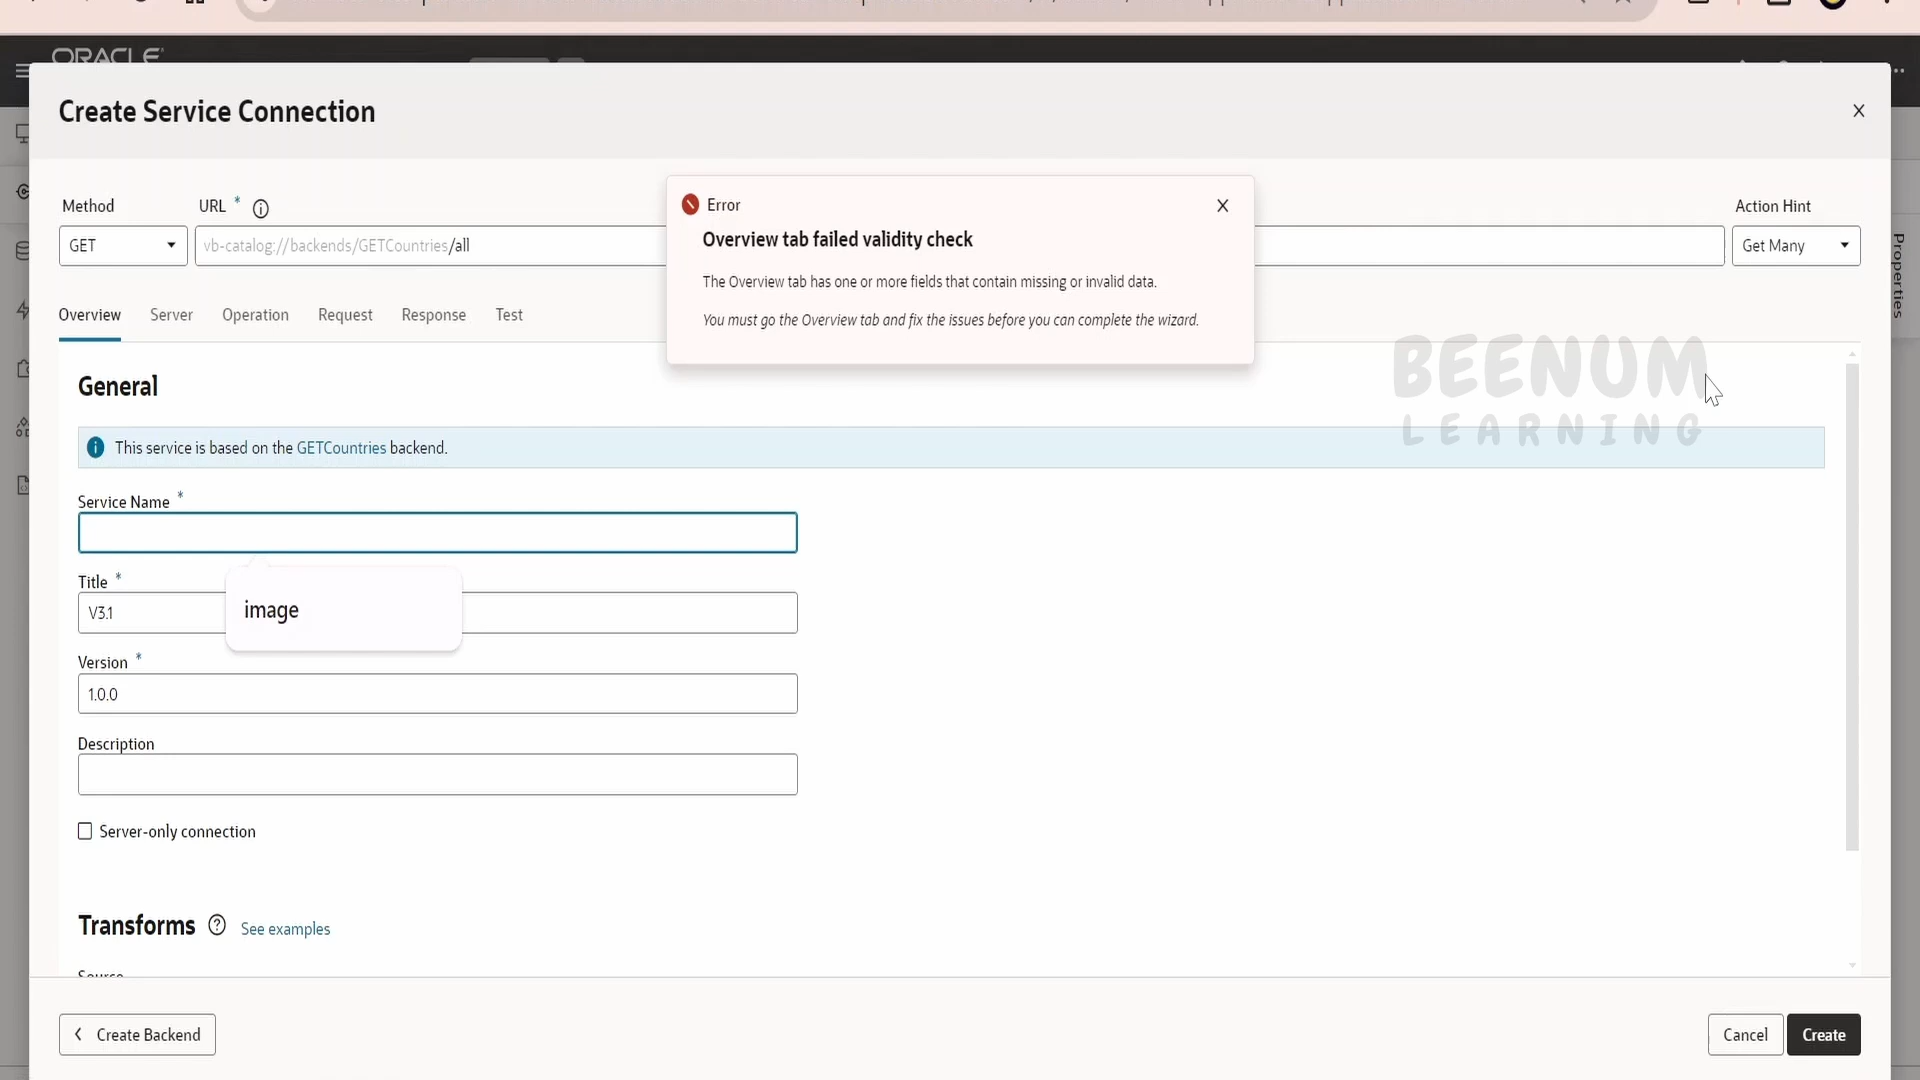 ORACLE
Create Service Connection
X
Method
URL *
Error
X
Action Hint
GET
vb-catalog://backends/GETCountries/all
Overview tab failed validity check
Get Many
Properties
The Overview tab has one or more fields that contain missing or invalid data.
Overview Server Operation Request Response Test
You must go the Overview tab and fix the issues before you can complete the wizard.
BEENUM
LEARNING
General
This service is based on the GETCountries backend.
Service Name *
Title *
V3.1
image
Version *
1.0.0
Description
Server-only connection
Transforms See examples
Source
Create Backend
Cancel
Create